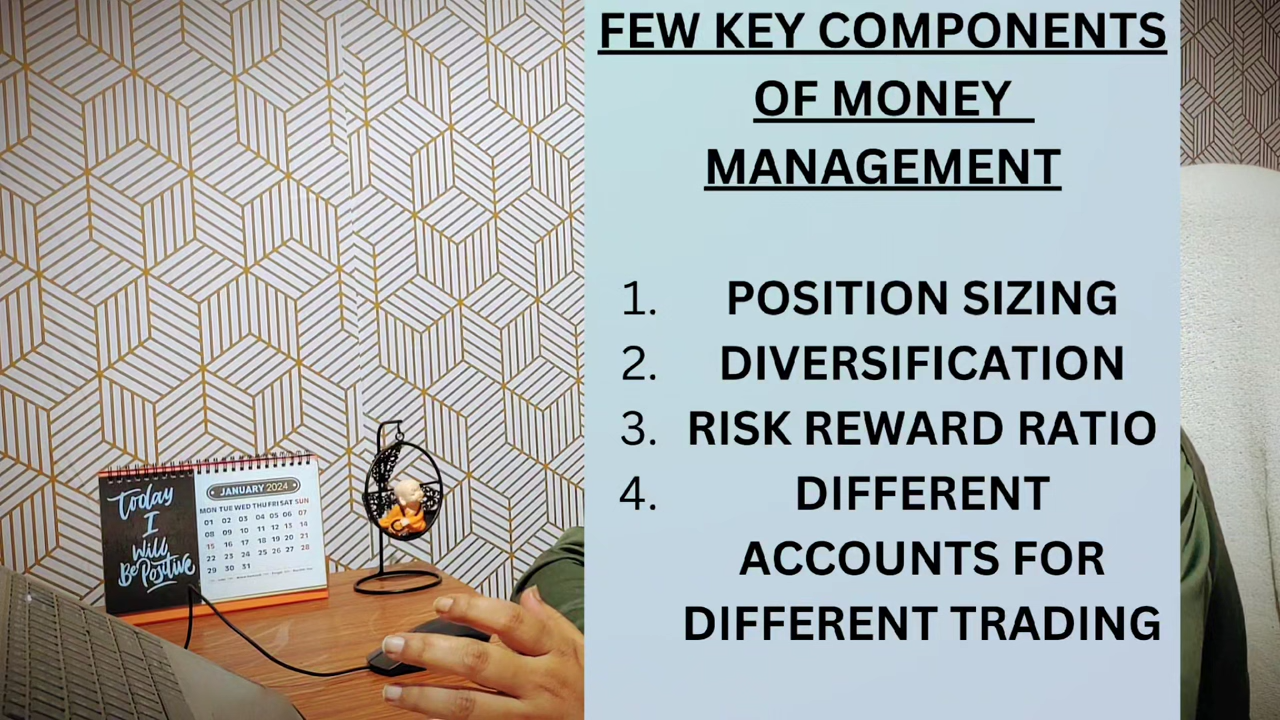 FEW KEY COMPONENTS
OF MONEY
MANAGEMENT
1. POSITION SIZING
2. DIVERSIFICATION
3. RISK REWARD RATIO
4. DIFFERENT
ACCOUNTS FOR
DIFFERENT TRADING
Today
I
Will
Be Positive
JANUARY 2024
MON TUE WED THU FRI SAT SUN
01 02 03 04 05 06 07
08 09 10 11 12 13 14
15 16 17 18 19 20 21
22 23 24 25 26 27 28
29 30 31